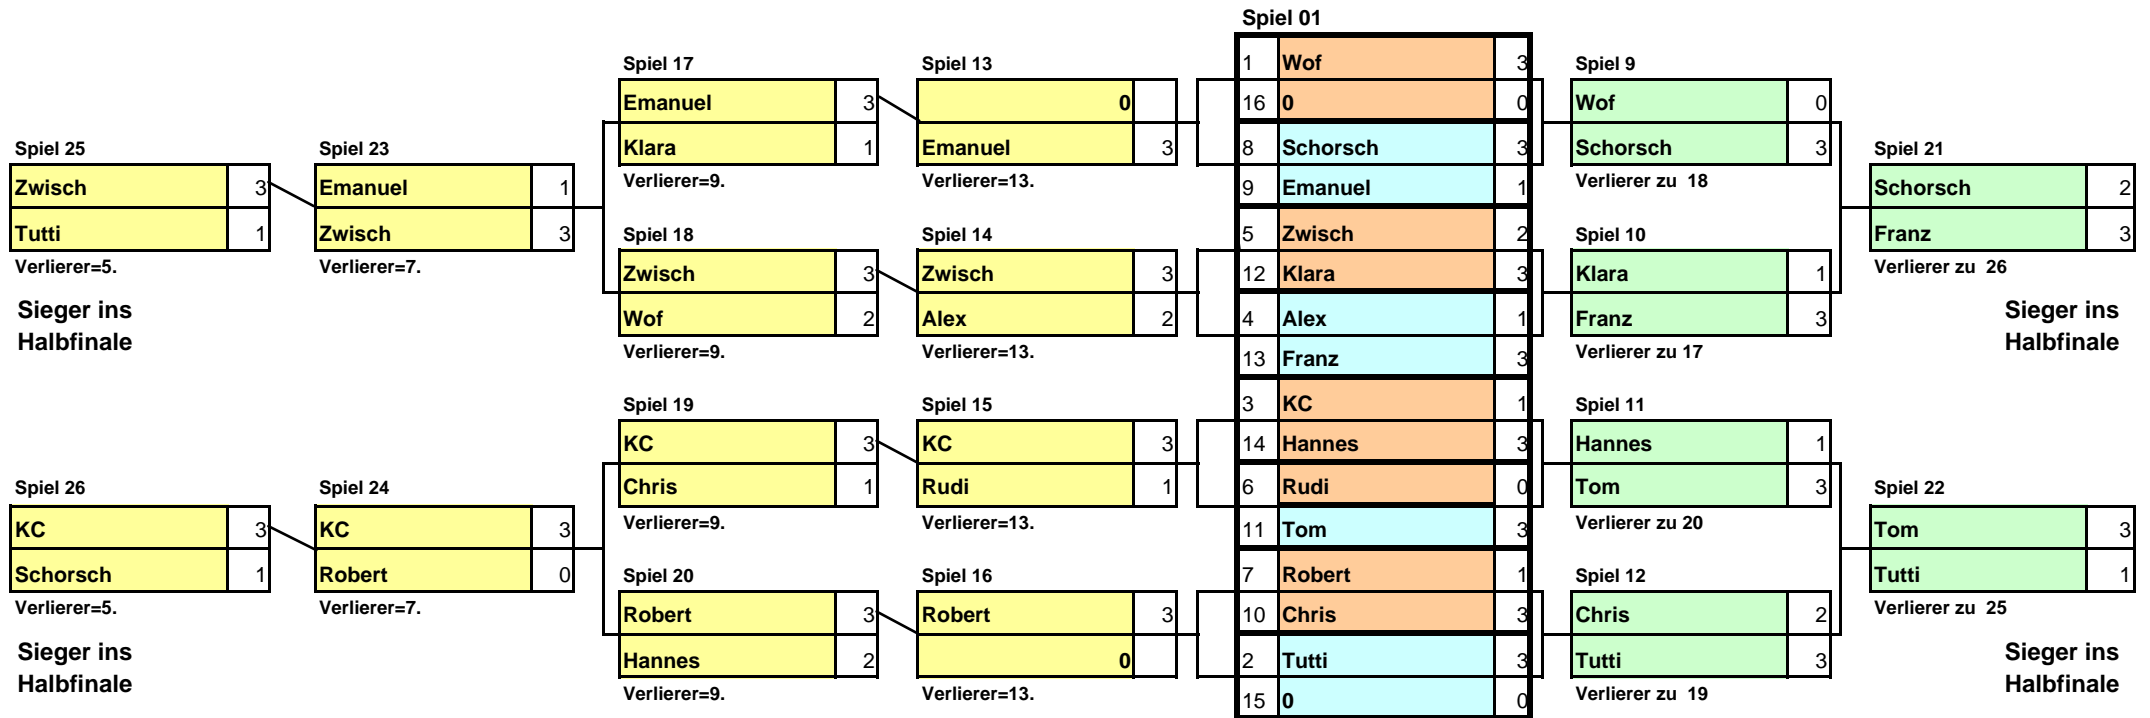 Spiel 01
1 Wof 3
Spiel 17 Spiel 13 Spiel 9
Emanuel 3 0 16 0 0 Wof 0
Spiel 25 Spiel 23 Klara 1 Emanuel 3 8 Schorsch 3 Schorsch 3 Spiel 21
Zwisch 3 Emanuel 1 Verlierer=9. Verlierer=13. 9 Emanuel 1 Verlierer zu 18 Schorsch 2
Tutti 1 Zwisch 3 Spiel 18 Spiel 14 5 Zwisch 2 Spiel 10 Franz 3
Verlierer=5. Verlierer=7. Zwisch 3 Zwisch 3 12 Klara 3 Klara 1 Verlierer zu 26
Sieger ins Wof 2 Alex 2 4 Alex 1 Franz 3 Sieger ins
Halbfinale Verlierer=9. Verlierer=13. 13 Franz 3 Verlierer zu 17 Halbfinale
Spiel 19 Spiel 15 3 KC 1 Spiel 11
KC 3 KC 3 14 Hannes 3 Hannes 1
Spiel 26 Spiel 24 Chris 1 Rudi 1 6 Rudi 0 Tom 3 Spiel 22
KC 3 KC 3 Verlierer=9. Verlierer=13. 11 Tom 3 Verlierer zu 20 Tom 3
Schorsch 1 Robert 0 Spiel 20 Spiel 16 7 Robert 1 Spiel 12 Tutti 1
Verlierer=5. Verlierer=7. Robert 3 Robert 3 10 Chris 3 Chris 2 Verlierer zu 25
Sieger ins Hannes 2 0 2 Tutti 3 Tutti 3 Sieger ins
Halbfinale Verlierer=9. Verlierer=13. 15 0 0 Verlierer zu 19 Halbfinale